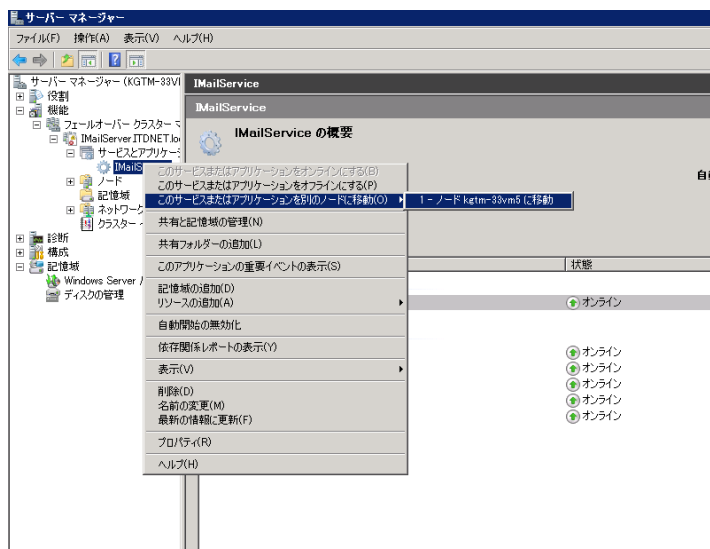 サーバー マネージャー
ファイル(F) 操作(A) 表示(V) ヘルプ(H)
サーバー マネージャー (KGTM-33VI
役割
機能
フェールオーバー クラスター マ
IMailServer.ITDNET.lo
サービスとアプリケー
IMailS
ノード
記憶域
ネットワーク
クラスター
診断
構成
記憶域
Windows Server
ディスクの管理
IMailService
IMailService
IMailService の概要
自
状態
オンライン
オンライン
オンライン
オンライン
オンライン
オンライン
このサービスまたはアプリケーションをオンラインにする(B)
このサービスまたはアプリケーションをオフラインにする(P)
このサービスまたはアプリケーションを別のノードに移動(O)
1 - ノード kgtm-33vm5 に移動
共有と記憶域の管理(N)
共有フォルダーの追加(L)
このアプリケーションの重要イベントの表示(S)
記憶域の追加(D)
リソースの追加(A)
自動開始の無効化
依存関係レポートの表示(Y)
表示(V)
削除(D)
名前の変更(M)
最新の情報に更新(F)
プロパティ(R)
ヘルプ(H)